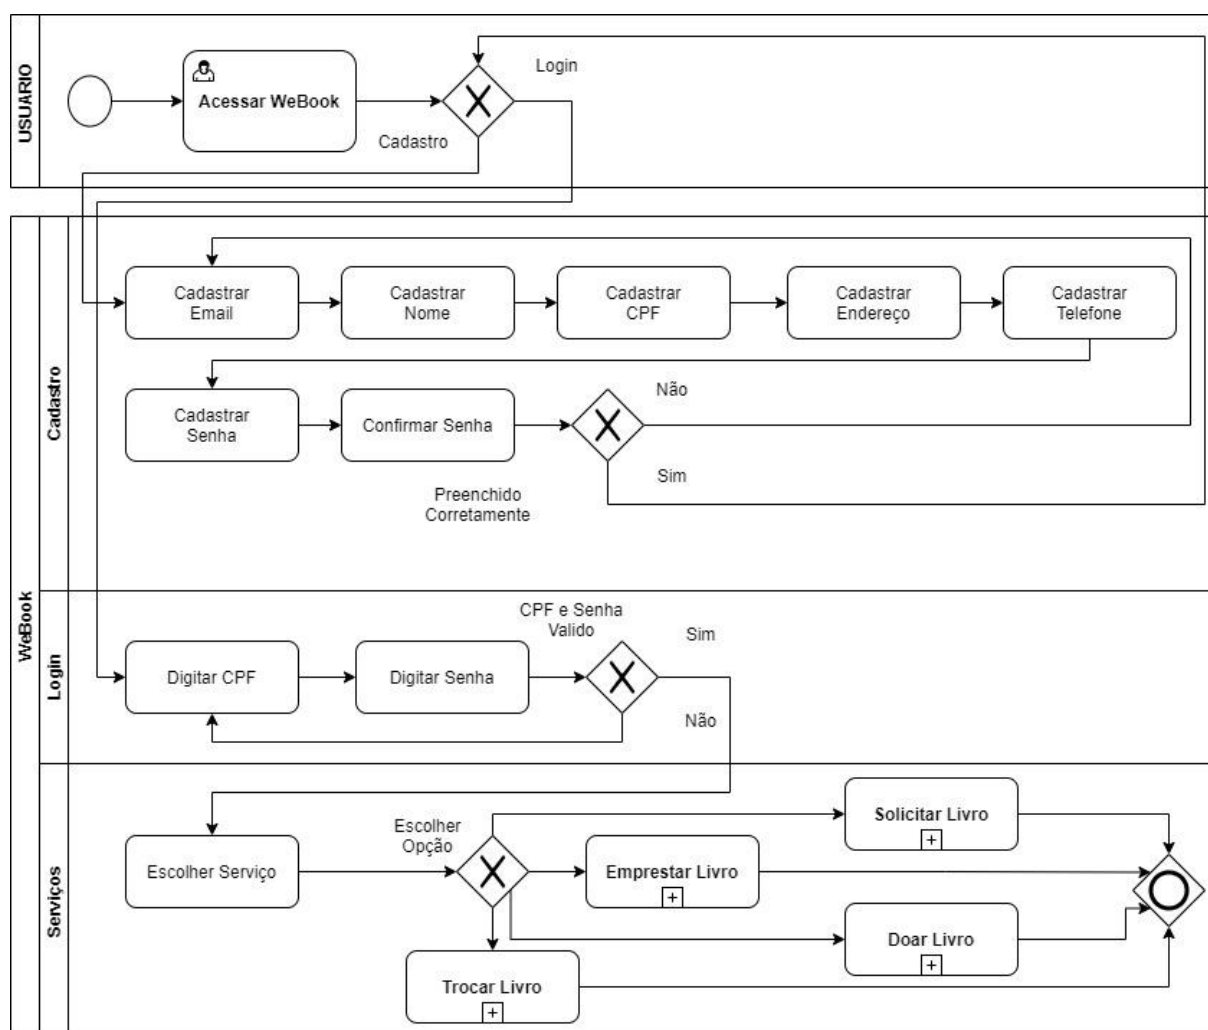 USUÁRIO
Acessar WeBook
Login
Cadastro
WeBook
Cadastro
Cadastrar
Email
Cadastrar
Nome
Cadastrar
CPF
Cadastrar
Endereço
Cadastrar
Telefone
Cadastrar
Senha
Confirmar Senha
Não
Sim
Preenchido
Corretamente
Login
Digitar CPF
Digitar Senha
CPF e Senha
Valido
Sim
Não
Serviços
Escolher Serviço
Escolher
Opção
Solicitar Livro
Emprestar Livro
Doar Livro
Trocar Livro